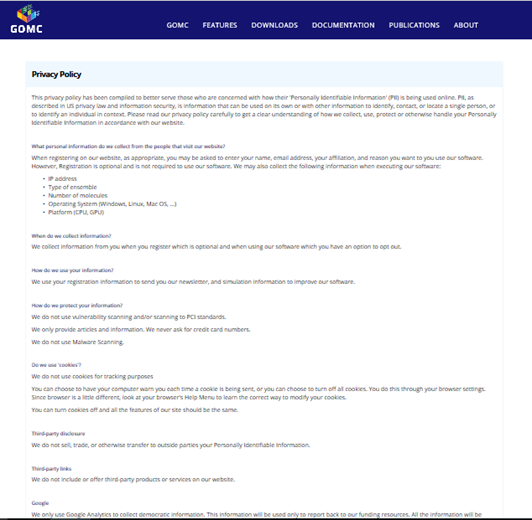 GOMC
GOMC FEATURES DOWNLOADS DOCUMENTATION PUBLICATIONS ABOUT
Privacy Policy
This privacy policy has been compiled to better serve those who are concerned with how their 'Personally Identifiable Information' (PII) is being used online. PII, as
described in US privacy law and information security, is information that can be used on its own or with other information to identify, contact, or locate a single person, or
to identify an individual in context. Please read our privacy policy carefully to get a clear understanding of how we collect, use, protect or otherwise handle your Personally
Identifiable Information in accordance with our website.
What personal information do we collect from the people that visit our website?
When registering on our website, as appropriate, you may be asked to enter your name, email address, your affiliation, and reason you want to you use our software.
However, Registration is optional and is not required to use our software. We may also collect the following information when executing our software:
• IP address
• Type of ensemble
• Number of molecules
• Operating System (Windows, Linux, Mac OS, ...)
• Platform (CPU, GPU)
When do we collect information?
We collect information from you when you register which is optional and when using our software which you have an option to opt out.
How do we use your information?
We use your registration information to send you our newsletter, and simulation information to improve our software.
How do we protect your information?
We do not use vulnerability scanning and/or scanning to PCI standards.
We only provide articles and information. We never ask for credit card numbers.
We do not use Malware Scanning.
Do we use 'cookies'?
We do not use cookies for tracking purposes
You can choose to have your computer warn you each time a cookie is being sent, or you can choose to turn off all cookies. You do this through your browser settings.
Since browser is a little different, look at your browser's Help Menu to learn the correct way to modify your cookies.
You can turn cookies off and all the features of our site should be the same.
Third-party disclosure
We do not sell, trade, or otherwise transfer to outside parties your Personally Identifiable Information.
Third-party links
We do not include or offer third-party products or services on our website.
Google
We only use Google Analytics to collect democratic information. This information will be used only to report back to our funding resources. All the information will be